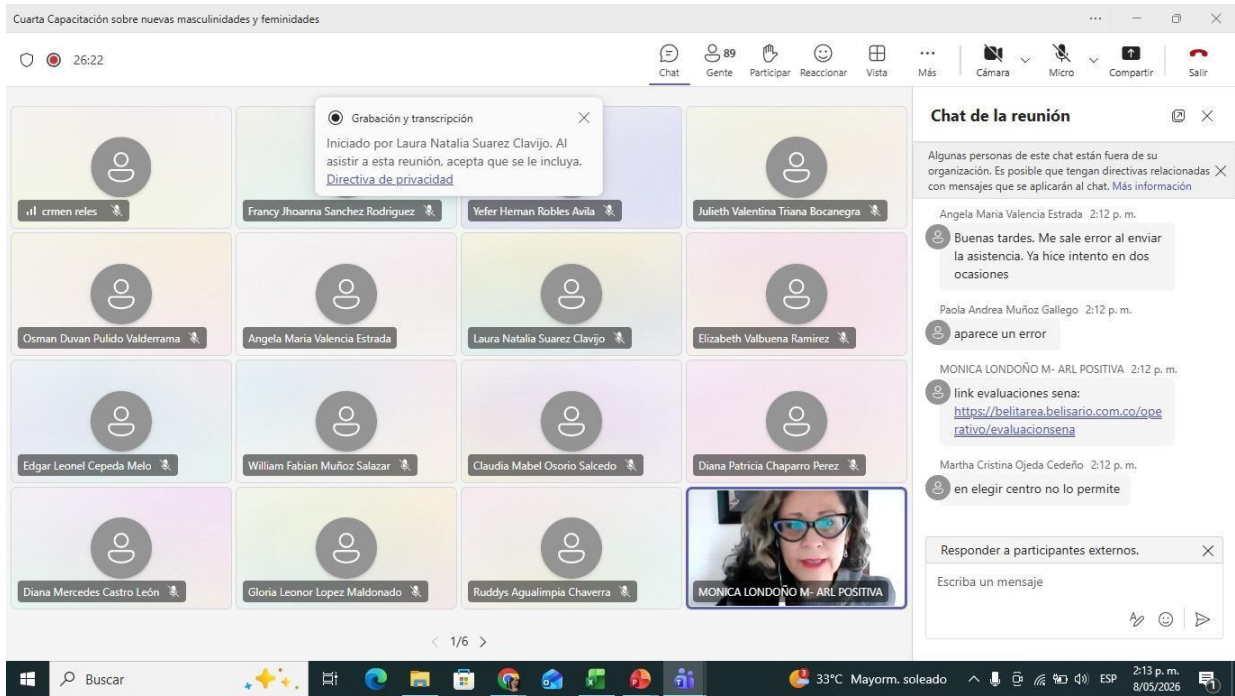 Cuarta Capacitación sobre nuevas masculinidades y feminidades
26:22
Chat
89
Gente
Participar
Reaccionar
Vista
Más
Cámara
Micro
Compartir
Salir
Grabación y transcripción
Iniciado por Laura Natalia Suarez Clavijo. Al
asistir a esta reunión, acepta que se le incluya.
Directiva de privacidad
crmen reles
Francy Jhoanna Sanchez Rodriguez
Yefer Hernan Robles Avila
Julieth Valentina Triana Bocanegra
Osman Duvan Pulido Valderrama
Angela Maria Valencia Estrada
Laura Natalia Suarez Clavijo
Elizabeth Valbuena Ramirez
Edgar Leonel Cepeda Melo
William Fabian Muñoz Salazar
Claudia Mabel Osorio Salcedo
Diana Patricia Chaparro Perez
Diana Mercedes Castro León
Gloria Leonor Lopez Maldonado
Ruddys Agualimpia Chaverra
MONICA LONDOÑO M- ARL POSITIVA
1/6
Chat de la reunión
Algunas personas de este chat están fuera de su
organización. Es posible que tengan directivas relacionadas
con mensajes que se aplicarán al chat. Más información
Angela Maria Valencia Estrada 2:12 p. m.
Buenas tardes. Me sale error al enviar
la asistencia. Ya hice intento en dos
ocasiones
Paola Andrea Muñoz Gallego 2:12 p. m.
aparece un error
MONICA LONDOÑO M- ARL POSITIVA 2:12 p. m.
link evaluaciones sena:
https://belitarea.belisario.com.co/ope
rativo/evaluacionsena
Martha Cristina Ojeda Cedeño 2:12 p. m.
en elegir centro no lo permite
Responder a participantes externos.
Escriba un mensaje
Buscar
33°C Mayorm. soleado
ESP
2:13 p. m.
8/05/2026